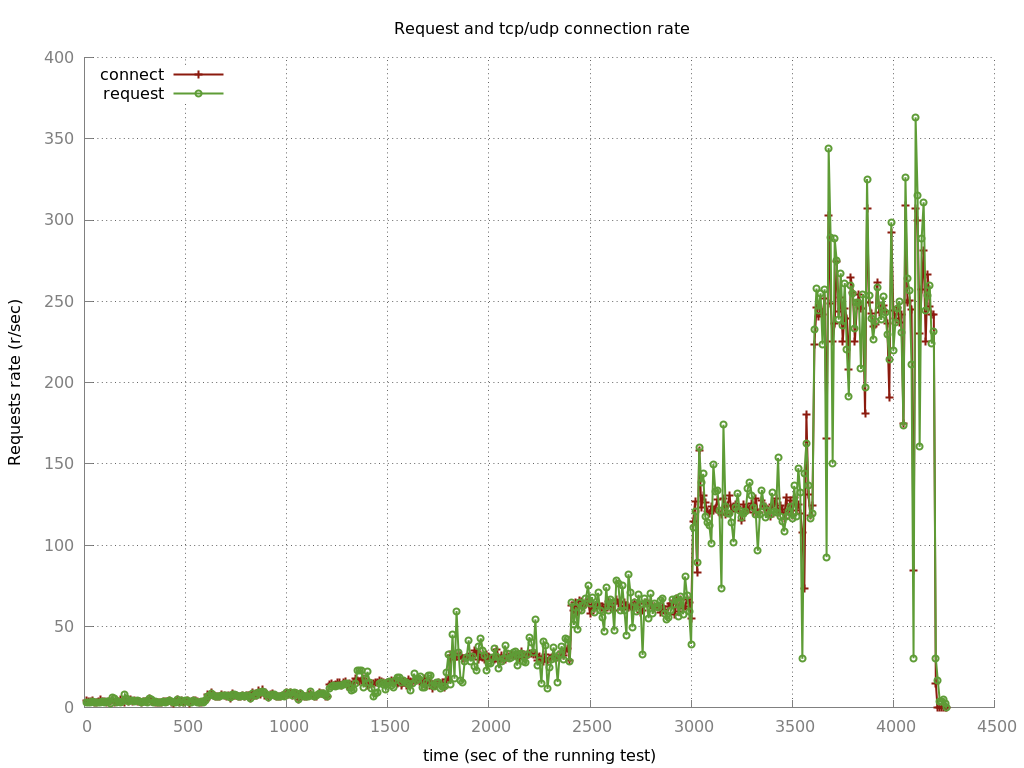 Request and tcp/udp connection rate
400
350
300
250
200
150
100
50
0
connect
request
Requests rate (r/sec)
0 500 1000 1500 2000 2500 3000 3500 4000 4500
time (sec of the running test)